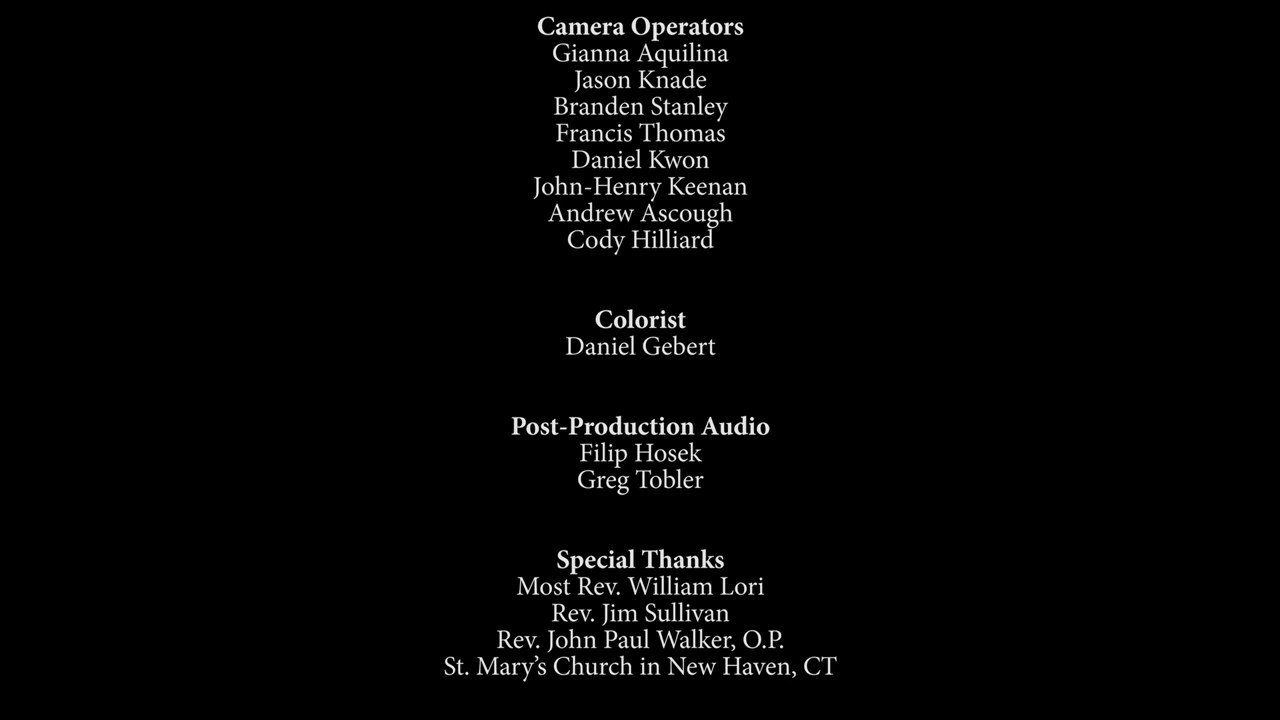 Camera Operators
Gianna Aquilina
Jason Knade
Branden Stanley
Francis Thomas
Daniel Kwon
John-Henry Keenan
Andrew Ascough
Cody Hilliard
Colorist
Daniel Gebert
Post-Production Audio
Filip Hosek
Greg Tobler
Special Thanks
Most Rev. William Lori
Rev. Jim Sullivan
Rev. John Paul Walker, O.P.
St. Mary’s Church in New Haven, CT